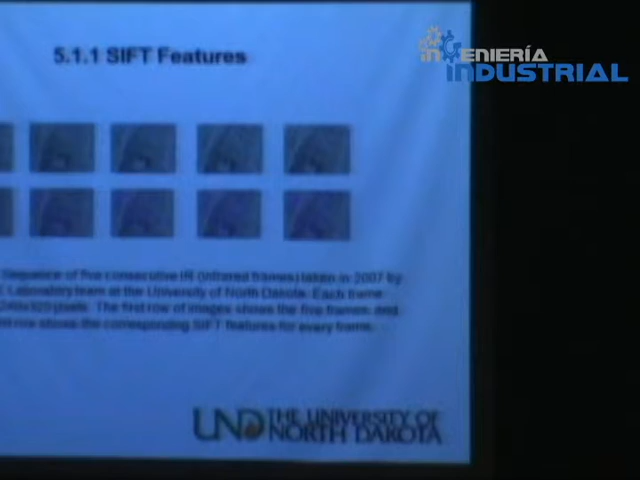 5.1.1 SIFT Features
INGENIERÍA
INDUSTRIAL
Sequence of five consecutive IR (infrared frames) taken in 2007 by
Laboratory team at the University of North Dakota. Each frame
240x320 pixels. The first row of images shows the five frames, and
row shows the corresponding SIFT features for every frame.
UND THE UNIVERSITY OF
NORTH DAKOTA